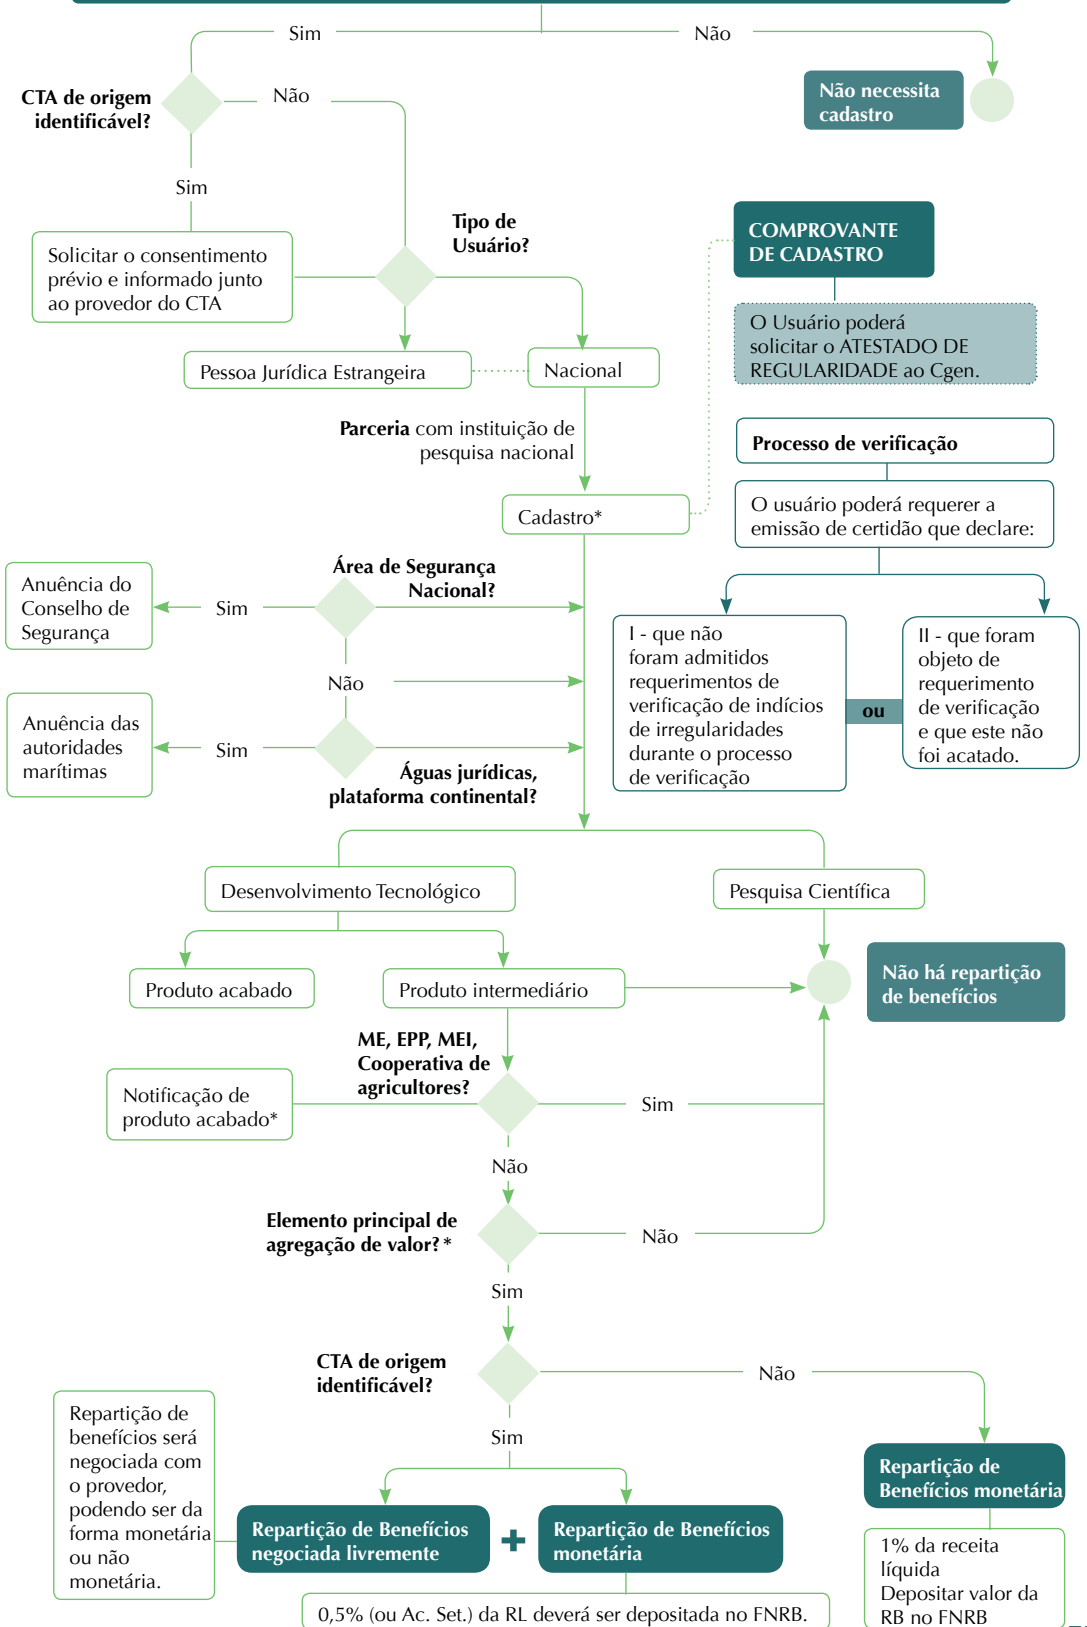 Sim
Não
CTA de origem
identificável?
Não
Não necessita
cadastro
Sim
Solicitar o consentimento
prévio e informado junto
ao provedor do CTA
Tipo de
Usuário?
COMPROVANTE
DE CADASTRO
O Usuário poderá
solicitar o ATESTADO DE
REGULARIDADE ao Cgen.
Pessoa Jurídica Estrangeira
Nacional
Parceria com instituição de
pesquisa nacional
Processo de verificação
Cadastro*
O usuário poderá requerer a
emissão de certidão que declare:
Área de Segurança
Nacional?
Anuência do
Conselho de
Segurança
Sim
I - que não
foram admitidos
requerimentos de
verificação de indícios
de irregularidades
durante o processo
de verificação
ou
II - que foram
objeto de
requerimento
de verificação
e que este não
foi acatado.
Não
Anuência das
autoridades
marítimas
Sim
Águas jurídicas,
plataforma continental?
Desenvolvimento Tecnológico
Pesquisa Científica
Produto acabado
Produto intermediário
Não há repartição
de benefícios
ME, EPP, MEI,
Cooperativa de
agricultores?
Notificação de
produto acabado*
Sim
Não
Elemento principal de
agregação de valor? *
Não
Sim
CTA de origem
identificável?
Não
Sim
Repartição de
benefícios será
negociada com
o provedor,
podendo ser da
forma monetária
ou não
monetária.
Repartição de Benefícios
negociada livremente
+
Repartição de Benefícios
monetária
Repartição de
Benefícios monetária
1% da receita
líquida
Depositar valor da
RB no FNRB
0,5% (ou Ac. Set.) da RL deverá ser depositada no FNRB.